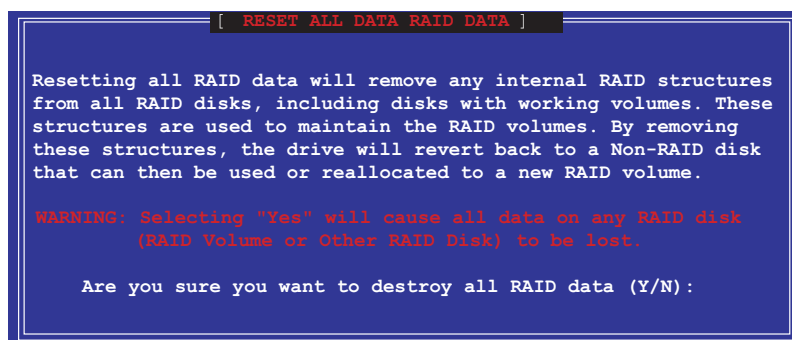 [ RESET ALL DATA RAID DATA ]
Resetting all RAID data will remove any internal RAID structures
from all RAID disks, including disks with working volumes. These
structures are used to maintain the RAID volumes. By removing
these structures, the drive will revert back to a Non-RAID disk
that can then be used or reallocated to a new RAID volume.
WARNING: Selecting "Yes" will cause all data on any RAID disk
(RAID Volume or Other RAID Disk) to be lost.
Are you sure you want to destroy all RAID data (Y/N):